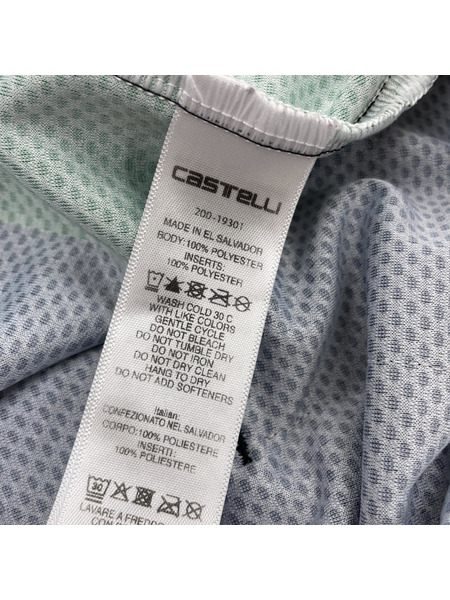 castelli
200-19301
MADE IN EL SALVADOR
BODY: 100% POLYESTER
INSERTS:
100% POLYESTER
WASH COLD 30 C
WITH LIKE COLORS
GENTLE CYCLE
DO NOT BLEACH
DO NOT TUMBLE DRY
DO NOT IRON
DO NOT DRY CLEAN
HANG TO DRY
DO NOT ADD SOFTENERS
Italian:
CONFEZIONATO NEL SALVADOR
CORPO: 100% POLIESTERE
INSERTI:
100% POLIESTERE
30
LAVARE A FREDDO